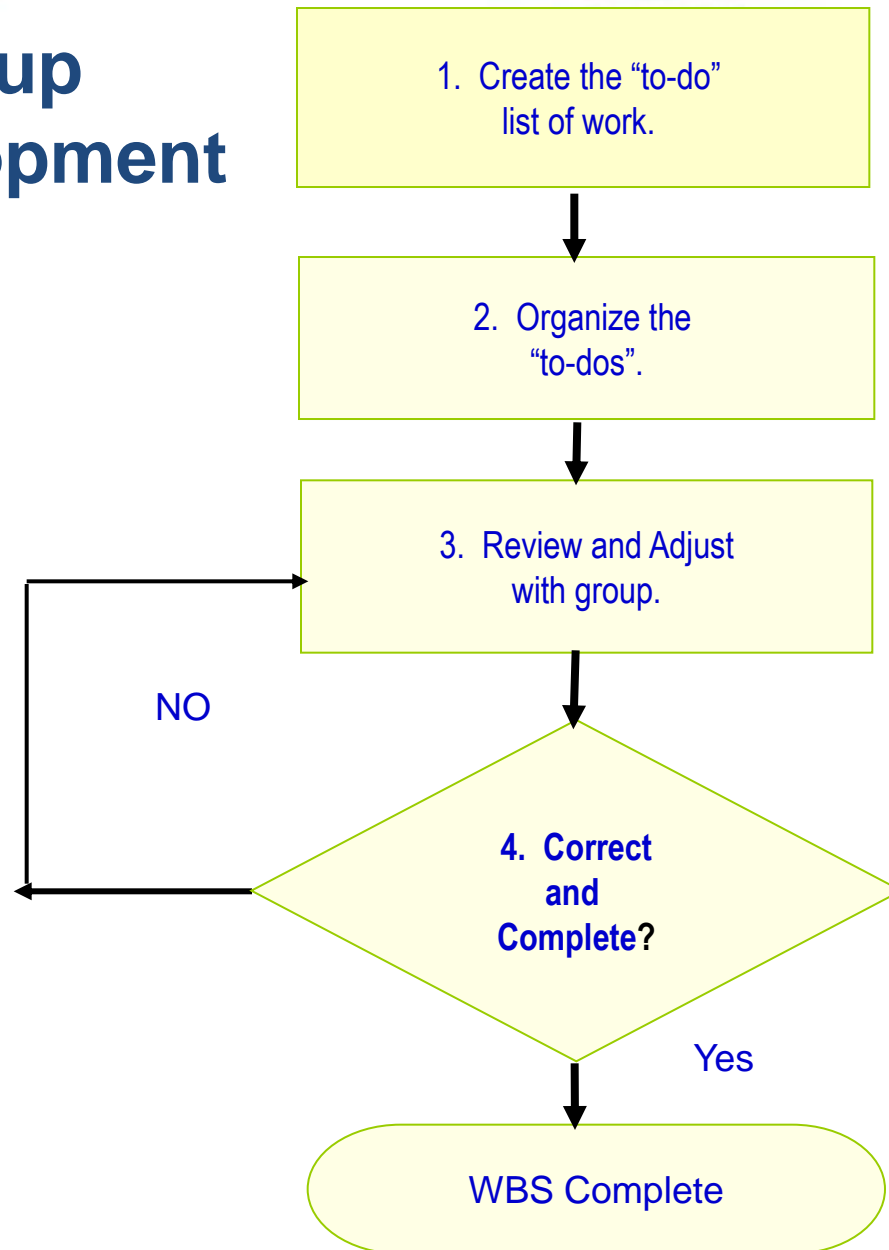 up
opment
1. Create the “to-do”
list of work.
2. Organize the
“to-dos”.
3. Review and Adjust
with group.
NO
4. Correct
and
Complete?
Yes
WBS Complete